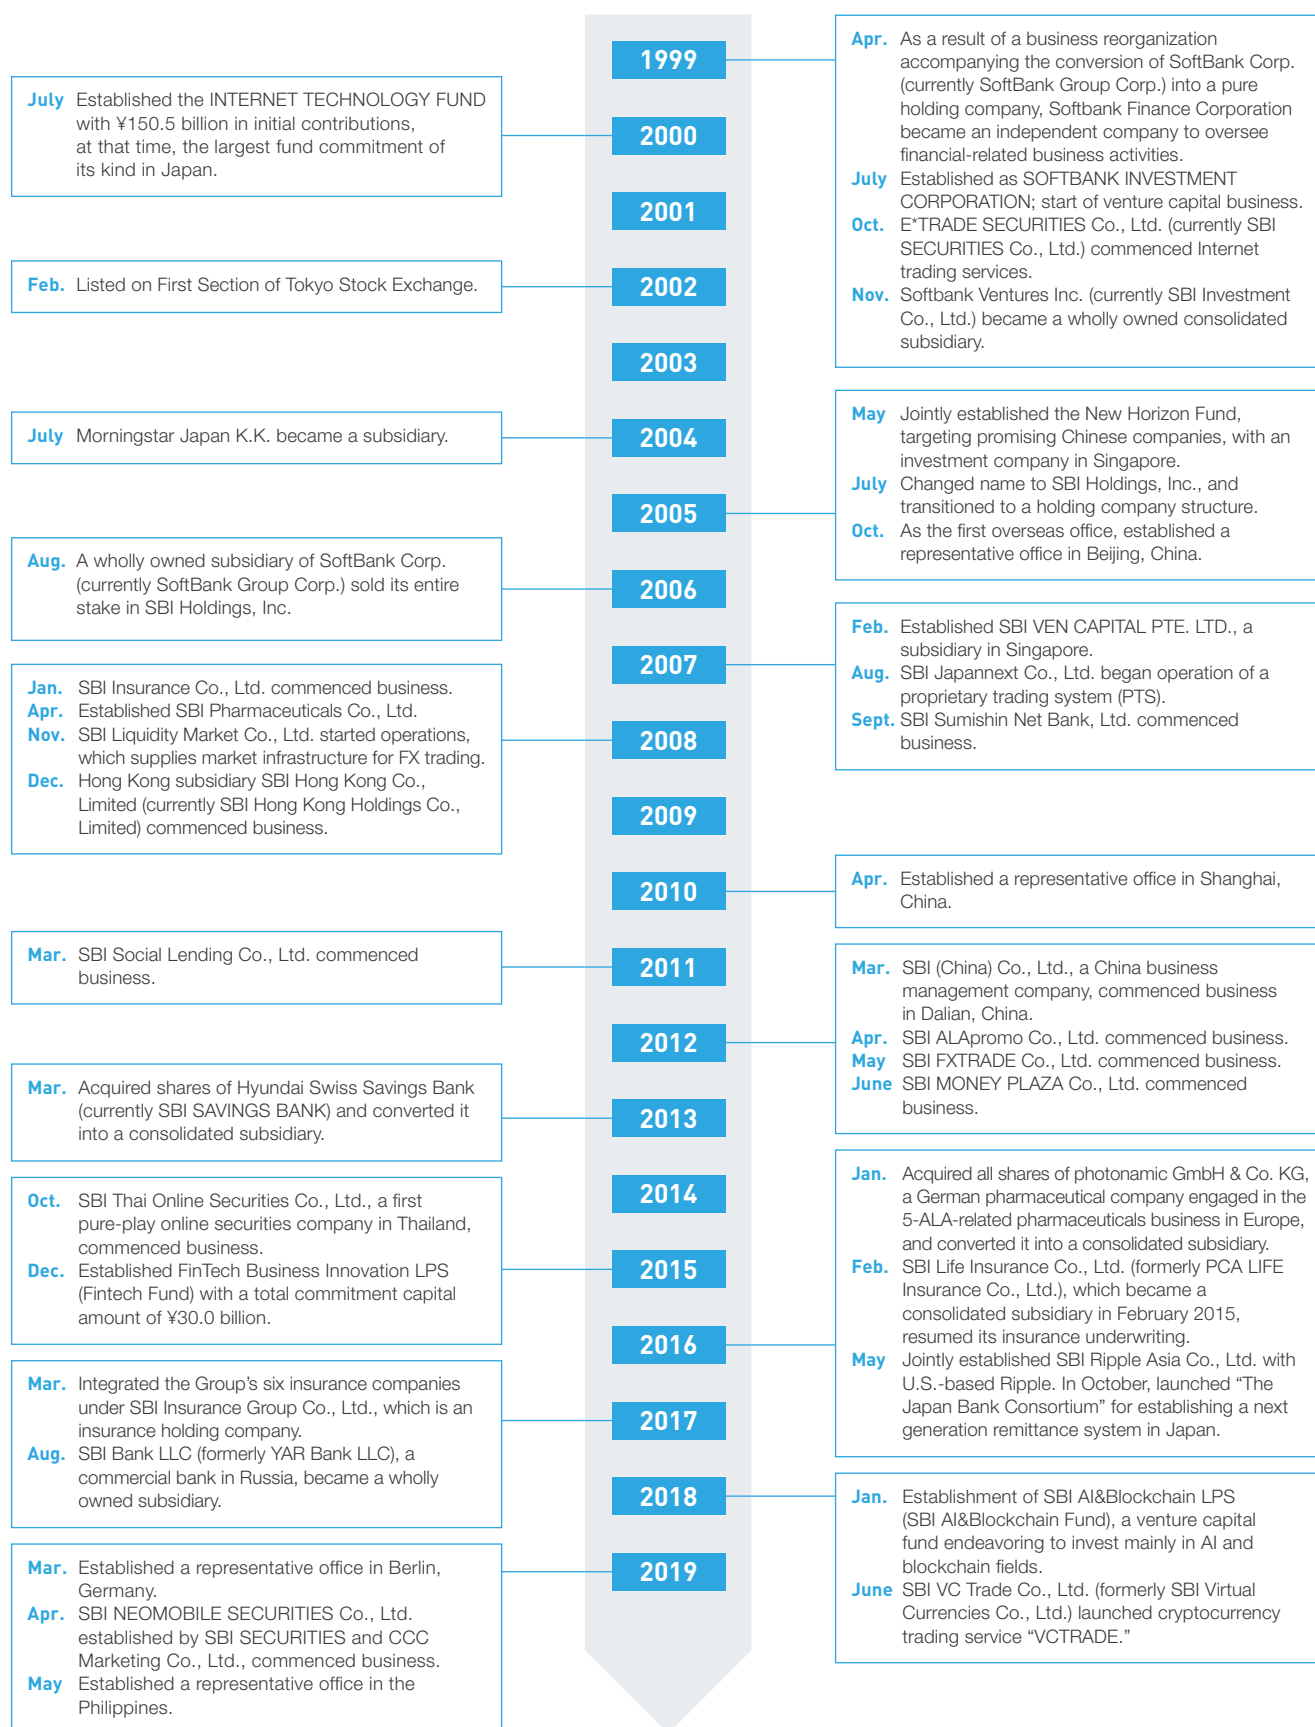 1999
Apr. As a result of a business reorganization
accompanying the conversion of SoftBank Corp.
(currently SoftBank Group Corp.) into a pure
holding company, Softbank Finance Corporation
became an independent company to oversee
financial-related business activities.
July Established as SOFTBANK INVESTMENT
CORPORATION; start of venture capital business.
Oct. E*TRADE SECURITIES Co., Ltd. (currently SBI
SECURITIES Co., Ltd.) commenced Internet
trading services.
Nov. Softbank Ventures Inc. (currently SBI Investment
Co., Ltd.) became a wholly owned consolidated
subsidiary.
2000
July Established the INTERNET TECHNOLOGY FUND
with ¥150.5 billion in initial contributions,
at that time, the largest fund commitment of
its kind in Japan.
2001
2002
Feb. Listed on First Section of Tokyo Stock Exchange.
2003
2004
July Morningstar Japan K.K. became a subsidiary.
2005
May Jointly established the New Horizon Fund,
targeting promising Chinese companies, with an
investment company in Singapore.
July Changed name to SBI Holdings, Inc., and
transitioned to a holding company structure.
Oct. As the first overseas office, established a
representative office in Beijing, China.
2006
Aug. A wholly owned subsidiary of SoftBank Corp.
(currently SoftBank Group Corp.) sold its entire
stake in SBI Holdings, Inc.
2007
Feb. Established SBI VEN CAPITAL PTE. LTD., a
subsidiary in Singapore.
Aug. SBI Japannext Co., Ltd. began operation of a
proprietary trading system (PTS).
Sept. SBI Sumishin Net Bank, Ltd. commenced
business.
2008
Jan. SBI Insurance Co., Ltd. commenced business.
Apr. Established SBI Pharmaceuticals Co., Ltd.
Nov. SBI Liquidity Market Co., Ltd. started operations,
which supplies market infrastructure for FX trading.
Dec. Hong Kong subsidiary SBI Hong Kong Co.,
Limited (currently SBI Hong Kong Holdings Co.,
Limited) commenced business.
2009
2010
Apr. Established a representative office in Shanghai,
China.
2011
Mar. SBI Social Lending Co., Ltd. commenced
business.
2012
Mar. SBI (China) Co., Ltd., a China business
management company, commenced business
in Dalian, China.
Apr. SBI ALApromo Co., Ltd. commenced business.
May SBI FXTRADE Co., Ltd. commenced business.
June SBI MONEY PLAZA Co., Ltd. commenced
business.
2013
Mar. Acquired shares of Hyundai Swiss Savings Bank
(currently SBI SAVINGS BANK) and converted it
into a consolidated subsidiary.
2014
2015
Oct. SBI Thai Online Securities Co., Ltd., a first
pure-play online securities company in Thailand,
commenced business.
Dec. Established FinTech Business Innovation LPS
(Fintech Fund) with a total commitment capital
amount of ¥30.0 billion.
2016
Jan. Acquired all shares of photonamic GmbH & Co. KG,
a German pharmaceutical company engaged in the
5-ALA-related pharmaceuticals business in Europe,
and converted it into a consolidated subsidiary.
Feb. SBI Life Insurance Co., Ltd. (formerly PCA LIFE
Insurance Co., Ltd.), which became a
consolidated subsidiary in February 2015,
resumed its insurance underwriting.
May Jointly established SBI Ripple Asia Co., Ltd. with
U.S.-based Ripple. In October, launched “The
Japan Bank Consortium” for establishing a next
generation remittance system in Japan.
2017
Mar. Integrated the Group’s six insurance companies
under SBI Insurance Group Co., Ltd., which is an
insurance holding company.
Aug. SBI Bank LLC (formerly YAR Bank LLC), a
commercial bank in Russia, became a wholly
owned subsidiary.
2018
Jan. Establishment of SBI AI&Blockchain LPS
(SBI AI&Blockchain Fund), a venture capital
fund endeavoring to invest mainly in AI and
blockchain fields.
June SBI VC Trade Co., Ltd. (formerly SBI Virtual
Currencies Co., Ltd.) launched cryptocurrency
trading service “VCTRADE.”
2019
Mar. Established a representative office in Berlin,
Germany.
Apr. SBI NEOMOBILE SECURITIES Co., Ltd.
established by SBI SECURITIES and CCC
Marketing Co., Ltd., commenced business.
May Established a representative office in the
Philippines.